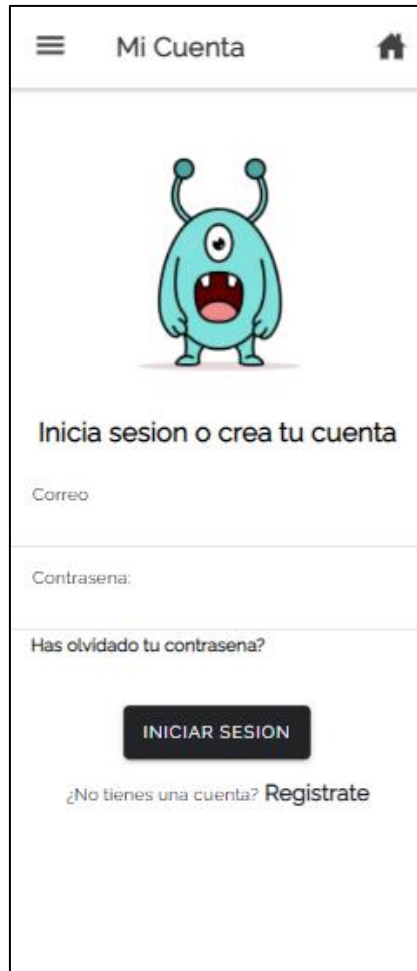 Mi Cuenta
Inicia sesion o crea tu cuenta
Correo
Contrasena:
Has olvidado tu contrasena?
INICIAR SESION
¿No tienes una cuenta? Registrate